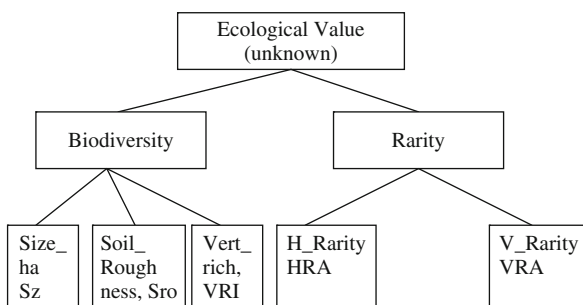 Ecological Value
(unknown)
Biodiversity
Rarity
Size_
ha
Sz
Soil_
Rough
ness, Sro
Vert_
rich,
VRI
H_Rarity
HRA
V_Rarity
VRA